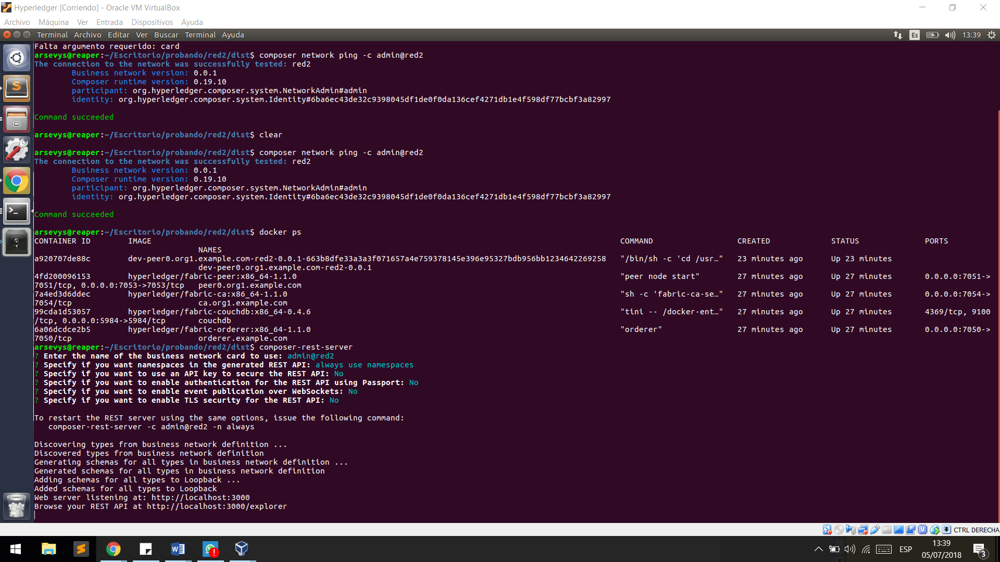 Hyperledger [Corriendo] - Oracle VM VirtualBox
Archivo Máquina Ver Entrada Dispositivos Ayuda
Terminal Archivo Editar Ver Buscar Terminal Ayuda Es 13:39
Falta argumento requerido: card
arsevys@reaper:~/Escritorio/probando/red2/dist$ composer network ping -c admin@red2
The connection to the network was successfully tested: red2
Business network version: 0.0.1
Composer runtime version: 0.19.10
participant: org.hyperledger.composer.system.NetworkAdmin#admin
identity: org.hyperledger.composer.system.Identity#6ba6ec43de32c9398045df1de0f0da136cef4271db1e4f598df77bcbf3a82997
Command succeeded
arsevys@reaper:~/Escritorio/probando/red2/dist$ clear
arsevys@reaper:~/Escritorio/probando/red2/dist$ composer network ping -c admin@red2
The connection to the network was successfully tested: red2
Business network version: 0.0.1
Composer runtime version: 0.19.10
participant: org.hyperledger.composer.system.NetworkAdmin#admin
identity: org.hyperledger.composer.system.Identity#6ba6ec43de32c9398045df1de0f0da136cef4271db1e4f598df77bcbf3a82997
Command succeeded
arsevys@reaper:~/Escritorio/probando/red2/dist$ docker ps
CONTAINER ID IMAGE COMMAND CREATED STATUS PORTS
NAMES
a920707de88c dev-peer0.org1.example.com-red2-0.0.1-663b8dfe33a3a3f071657a4e759378145e396e95327bdb956bb1234642269258 "/bin/sh -c 'cd /usr…" 23 minutes ago Up 23 minutes
dev-peer0.org1.example.com-red2-0.0.1
4fd200096153 hyperledger/fabric-peer:x86_64-1.1.0 "peer node start" 27 minutes ago Up 27 minutes 0.0.0.0:7051->
7051/tcp, 0.0.0.0:7053->7053/tcp peer0.org1.example.com
7a4ed3d6ddec hyperledger/fabric-ca:x86_64-1.1.0 "sh -c 'fabric-ca-se…" 27 minutes ago Up 27 minutes 0.0.0.0:7054->
7054/tcp ca.org1.example.com
99cda1d53057 hyperledger/fabric-couchdb:x86_64-0.4.6 "tini -- /docker-ent…" 27 minutes ago Up 27 minutes 4369/tcp, 9100
/tcp, 0.0.0.0:5984->5984/tcp couchdb
6a06dcdce2b5 hyperledger/fabric-orderer:x86_64-1.1.0 "orderer" 27 minutes ago Up 27 minutes 0.0.0.0:7050->
7050/tcp orderer.example.com
arsevys@reaper:~/Escritorio/probando/red2/dist$ composer-rest-server
? Enter the name of the business network card to use: admin@red2
? Specify if you want namespaces in the generated REST API: always use namespaces
? Specify if you want to use an API key to secure the REST API: No
? Specify if you want to enable authentication for the REST API using Passport: No
? Specify if you want to enable event publication over WebSockets: No
? Specify if you want to enable TLS security for the REST API: No
To restart the REST server using the same options, issue the following command:
composer-rest-server -c admin@red2 -n always
Discovering types from business network definition ...
Discovered types from business network definition
Generating schemas for all types in business network definition ...
Generated schemas for all types in business network definition
Adding schemas for all types to Loopback ...
Added schemas for all types to Loopback
Web server listening at: http://localhost:3000
Browse your REST API at http://localhost:3000/explorer
CTRL DERECHA
ESP
13:39
05/07/2018
3